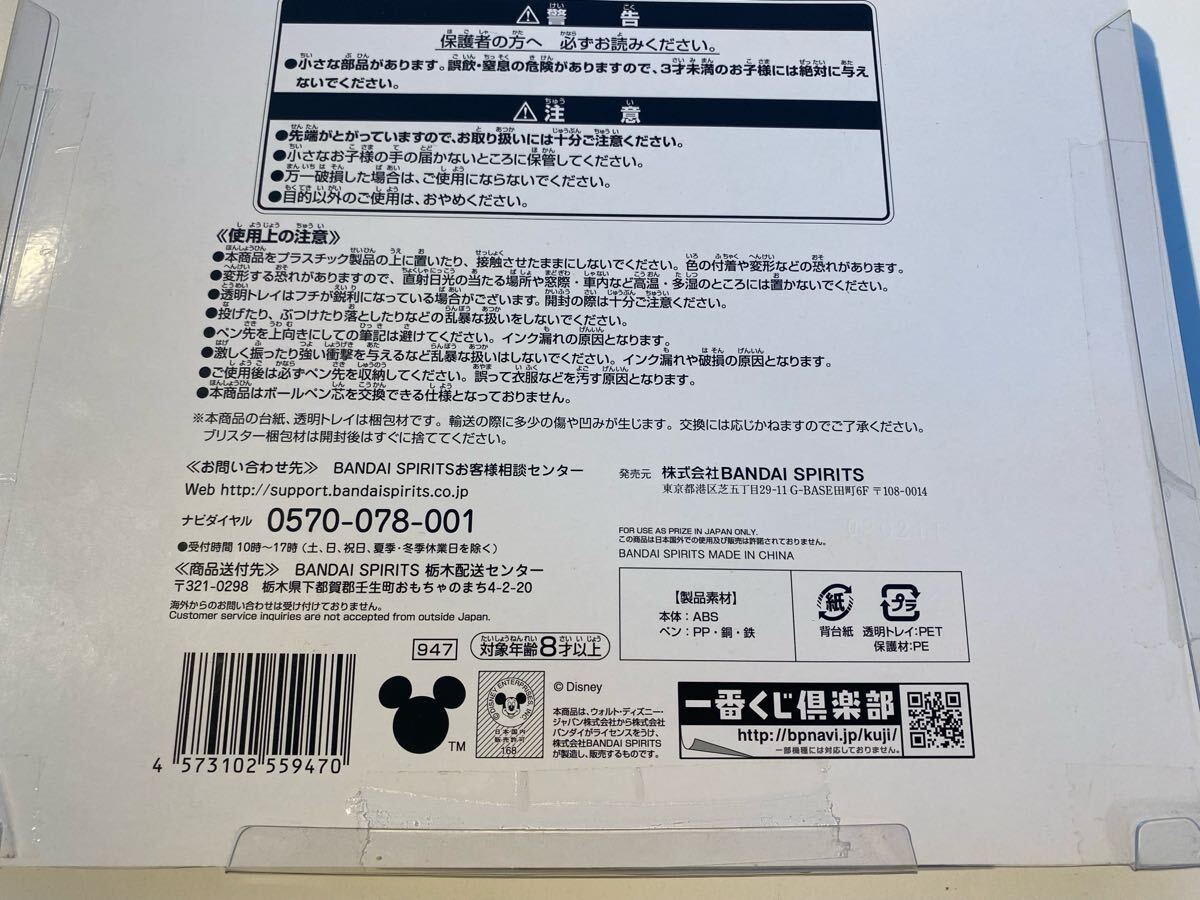 ⚠警告
保護者の方へ 必ずお読みください。
●小さな部品があります。誤飲・窒息の危険がありますので、3才未満のお子様には絶対に与え
ないでください。
⚠注意
●先端がとがっていますので、お取り扱いには十分ご注意ください。
●小さなお子様の手の届かないところに保管してください。
●万一破損した場合は、ご使用にならないでください。
●目的以外のご使用は、おやめください。
《使用上の注意》
●本商品をプラスチック製品の上に置いたり、接触させたままにしないでください。色の付着や変形などの恐れがあります。
●変形する恐れがありますので、直射日光の当たる場所や窓際・車内など高温・多湿のところには置かないでください。
●透明トレイはフチが鋭利になっている場合がございます。開封の際は十分ご注意ください。
●投げたり、ぶつけたり落としたりなどの乱暴な扱いをしないでください。
●ペン先を上向きにしての筆記は避けてください。インク漏れの原因となります。
●激しく振ったり強い衝撃を与えるなど乱暴な扱いはしないでください。インク漏れや破損の原因となります。
●ご使用後は必ずペン先を収納してください。誤って衣服などを汚す原因となります。
●本商品はボールペン芯を交換できる仕様となっておりません。
※本商品の台紙、透明トレイは梱包材です。輸送の際に多少の傷や凹みが生じます。交換には応じかねますのでご了承ください。
ブリスター梱包材は開封後はすぐに捨ててください。
≪お問い合わせ先≫ BANDAI SPIRITSお客様相談センター
Web http://support.bandaispirits.co.jp
ナビダイヤル 0570-078-001
●受付時間 10時〜17時（土、日、祝日、夏季・冬季休業日を除く）
≪商品送付先≫ BANDAI SPIRITS 栃木配送センター
〒321-0298 栃木県下都賀郡壬生町おもちゃのまち4-2-20
海外からのお問い合わせは受け付けておりません。
Customer service inquiries are not accepted from outside Japan.
発売元 株式会社BANDAI SPIRITS
東京都港区芝五丁目29-11 G-BASE田町6F 〒108-0014
FOR USE AS PRIZE IN JAPAN ONLY.
この商品は日本国外での使用及び販売は許諾されておりません。
BANDAI SPIRITS MADE IN CHINA
【製品素材】
本体：ABS
ペン：PP・銅・鉄
紙
背台紙
プラ
透明トレイ:PET
保護材:PE
947
対象年齢8才以上
4 573102 559470
TM
©DISNEY ENTERPRISES, INC.
日本国内
販売許可
168
© Disney
本商品は、ウォルト・ディズニー・
ジャパン株式会社から株式会社
バンダイがライセンスをうけ、
株式会社BANDAI SPIRITS
が製造し、販売するものです。
一番くじ倶楽部
http://bpnavi.jp/kuji/
一部機種には対応しておりません。